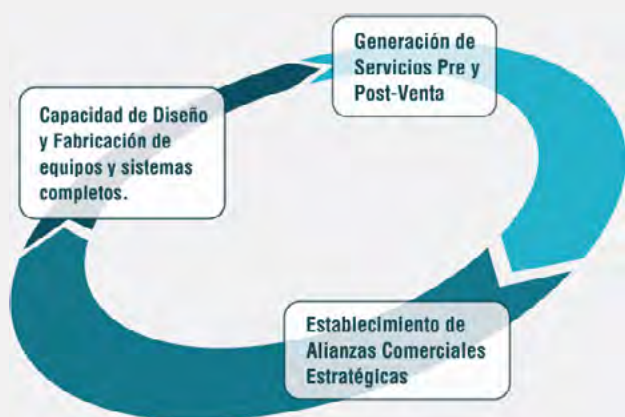 Generación de
Servicios Pre y
Post-Venta
Capacidad de Diseño
y Fabricación de
equipos y sistemas
completos.
Establecimiento de
Alianzas Comerciales
Estratégicas